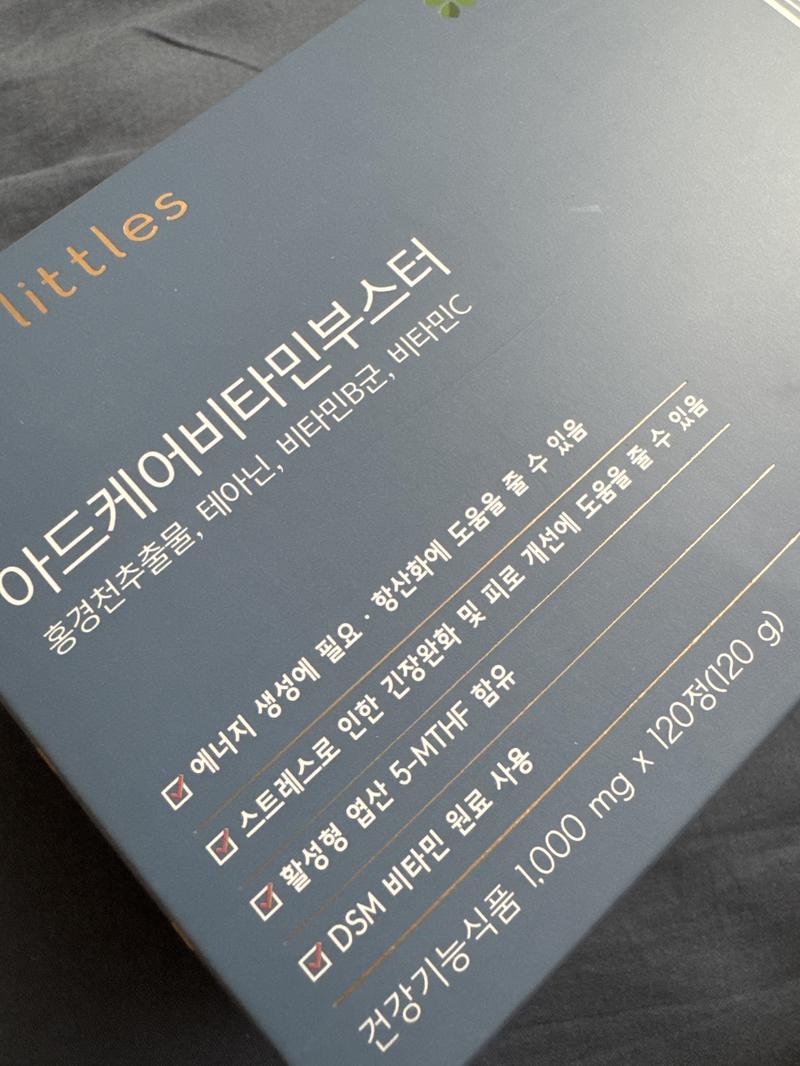 littles
아드케어비타민부스터
홍경천추출물, 테아닌, 비타민B군, 비타민C
에너지 생성에 필요 · 항산화에 도움을 줄 수 있음
스트레스로 인한 긴장완화 및 피로 개선에 도움을 줄 수 있음
활성형 엽산 5-MTHF 함유
DSM 비타민 원료 사용
건강기능식품 1,000 mg x 120정(120 g)